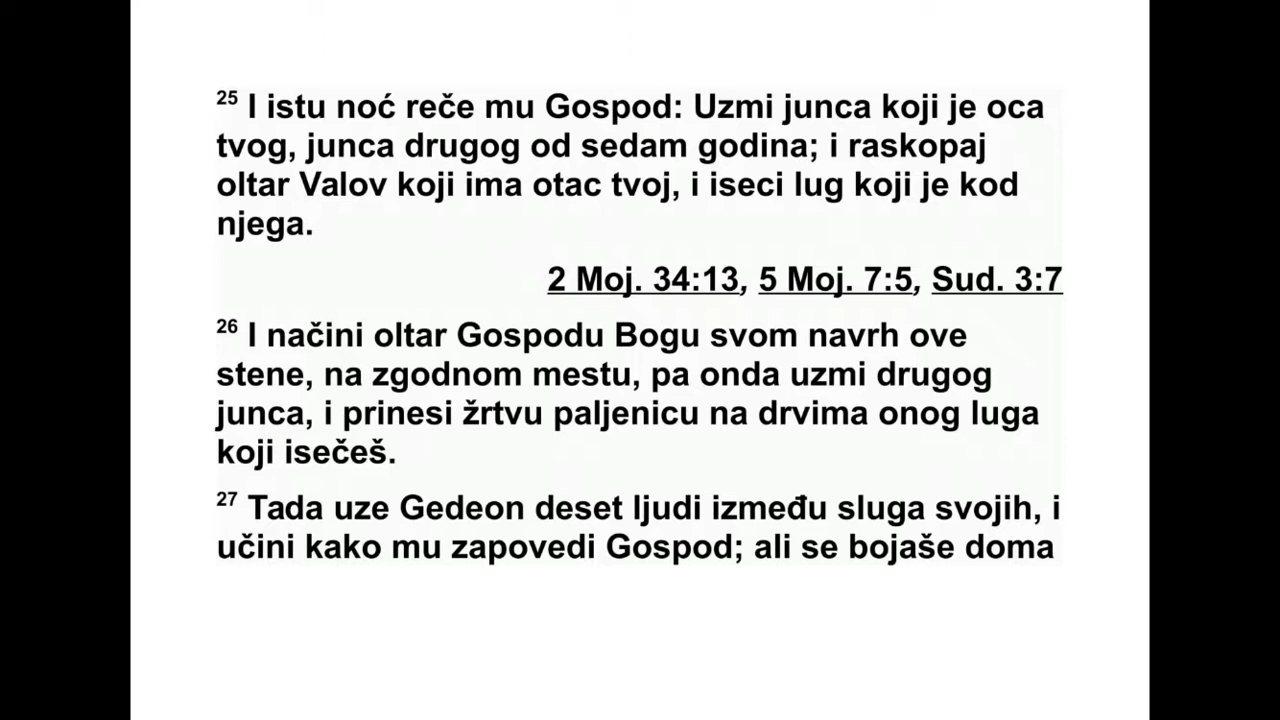 25 I istu noć reče mu Gospod: Uzmi junca koji je oca
tvog, junca drugog od sedam godina; i raskopaj
oltar Valov koji ima otac tvoj, i iseci lug koji je kod
njega.
2 Moj. 34:13, 5 Moj. 7:5, Sud. 3:7
26 I načini oltar Gospodu Bogu svom navrh ove
stene, na zgodnom mestu, pa onda uzmi drugog
junca, i prinesi žrtvu paljenicu na drvima onog luga
koji isečeš.
27 Tada uze Gedeon deset ljudi između sluga svojih, i
učini kako mu zapovedi Gospod; ali se bojaše doma